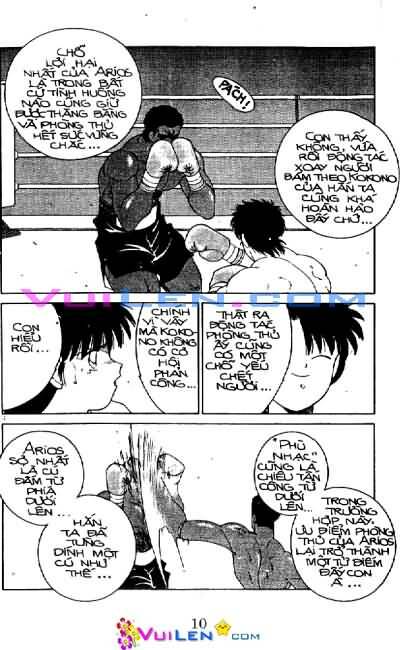 CHỖ
LỢI HẠI
NHẤT CỦA ARIOS
LÀ TRONG BẤT
CỨ TÌNH HUỐNG
NÀO CŨNG GIỮ
ĐƯỢC THĂNG BẰNG
VÀ PHÒNG THỦ
HẾT SỨC VỮNG
CHẮC...
PẠCH!
CON THẤY
KHÔNG, VỪA
RỒI ĐỘNG TÁC
XOAY NGƯỜI
ĐẤM THEO KOKONO
CỦA HẮN TA
CŨNG KHÁ
HOÀN HẢO
ĐẤY CHỨ...
VUILEN.COM
CON
HIỂU
RỒI...
CHÍNH
VÌ VẬY
MÀ KOKO-
NO KHÔNG
CÓ CƠ
HỘI
PHẢN
CÔNG...
THẬT RA
ĐỘNG TÁC
PHÒNG THỦ
ẤY CŨNG
CÓ MỘT
CHỖ YẾU
CHẾT
NGƯỜI...
ARIOS
SỢ NHẤT
LÀ CÚ
ĐẤM TỪ
PHÍA
DƯỚI
LÊN...
HẮN
TA ĐÃ
TỪNG
DÍNH MỘT
CÚ NHƯ
THẾ...
"PHÙ
NHẠC"
CŨNG LÀ
CHIÊU TẤN
CÔNG TỪ
DƯỚI
LÊN...
TRONG
TRƯỜNG
HỢP NÀY,
ƯU ĐIỂM PHÒNG
THỦ CỦA ARIOS
LẠI TRỞ THÀNH
MỘT TỬ ĐIỂM
ĐẤY CON
Ạ...
10
VUILEN.COM